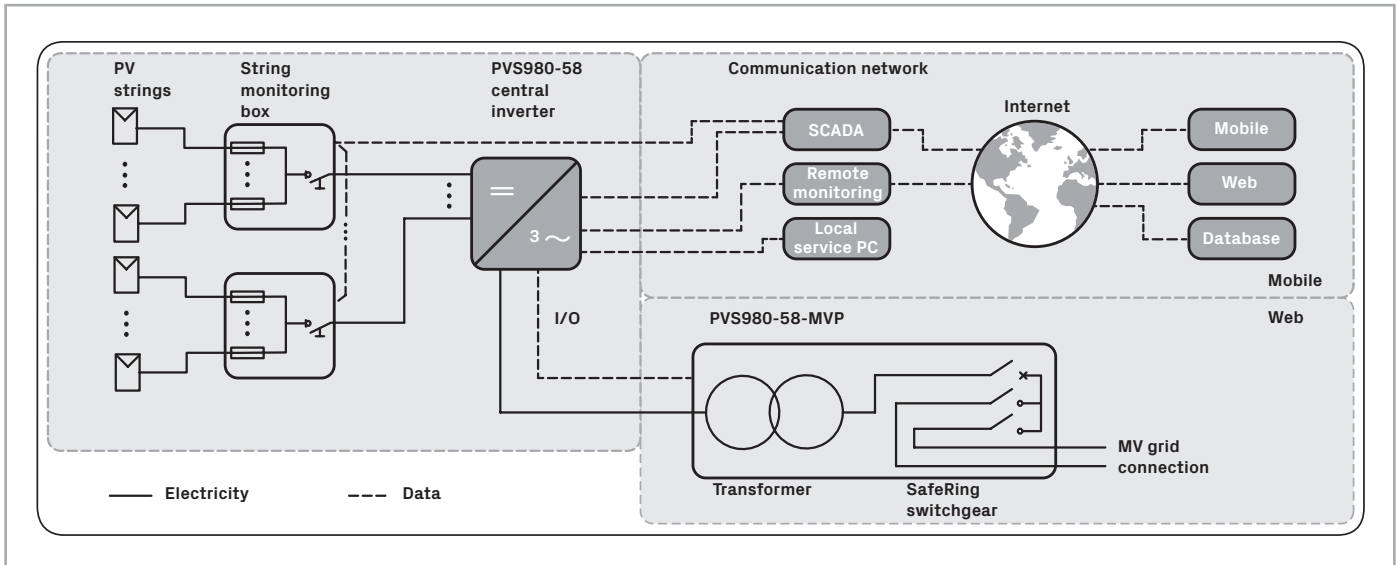 PV
strings
String
monitoring
box
PVS980-58
central
inverter
3
I/O
Communication network
SCADA
Remote
monitoring
Local
service PC
Internet
Mobile
Web
Database
Mobile
PVS980-58-MVP
Web
MV grid
connection
Transformer
SafeRing
switchgear
Electricity
Data